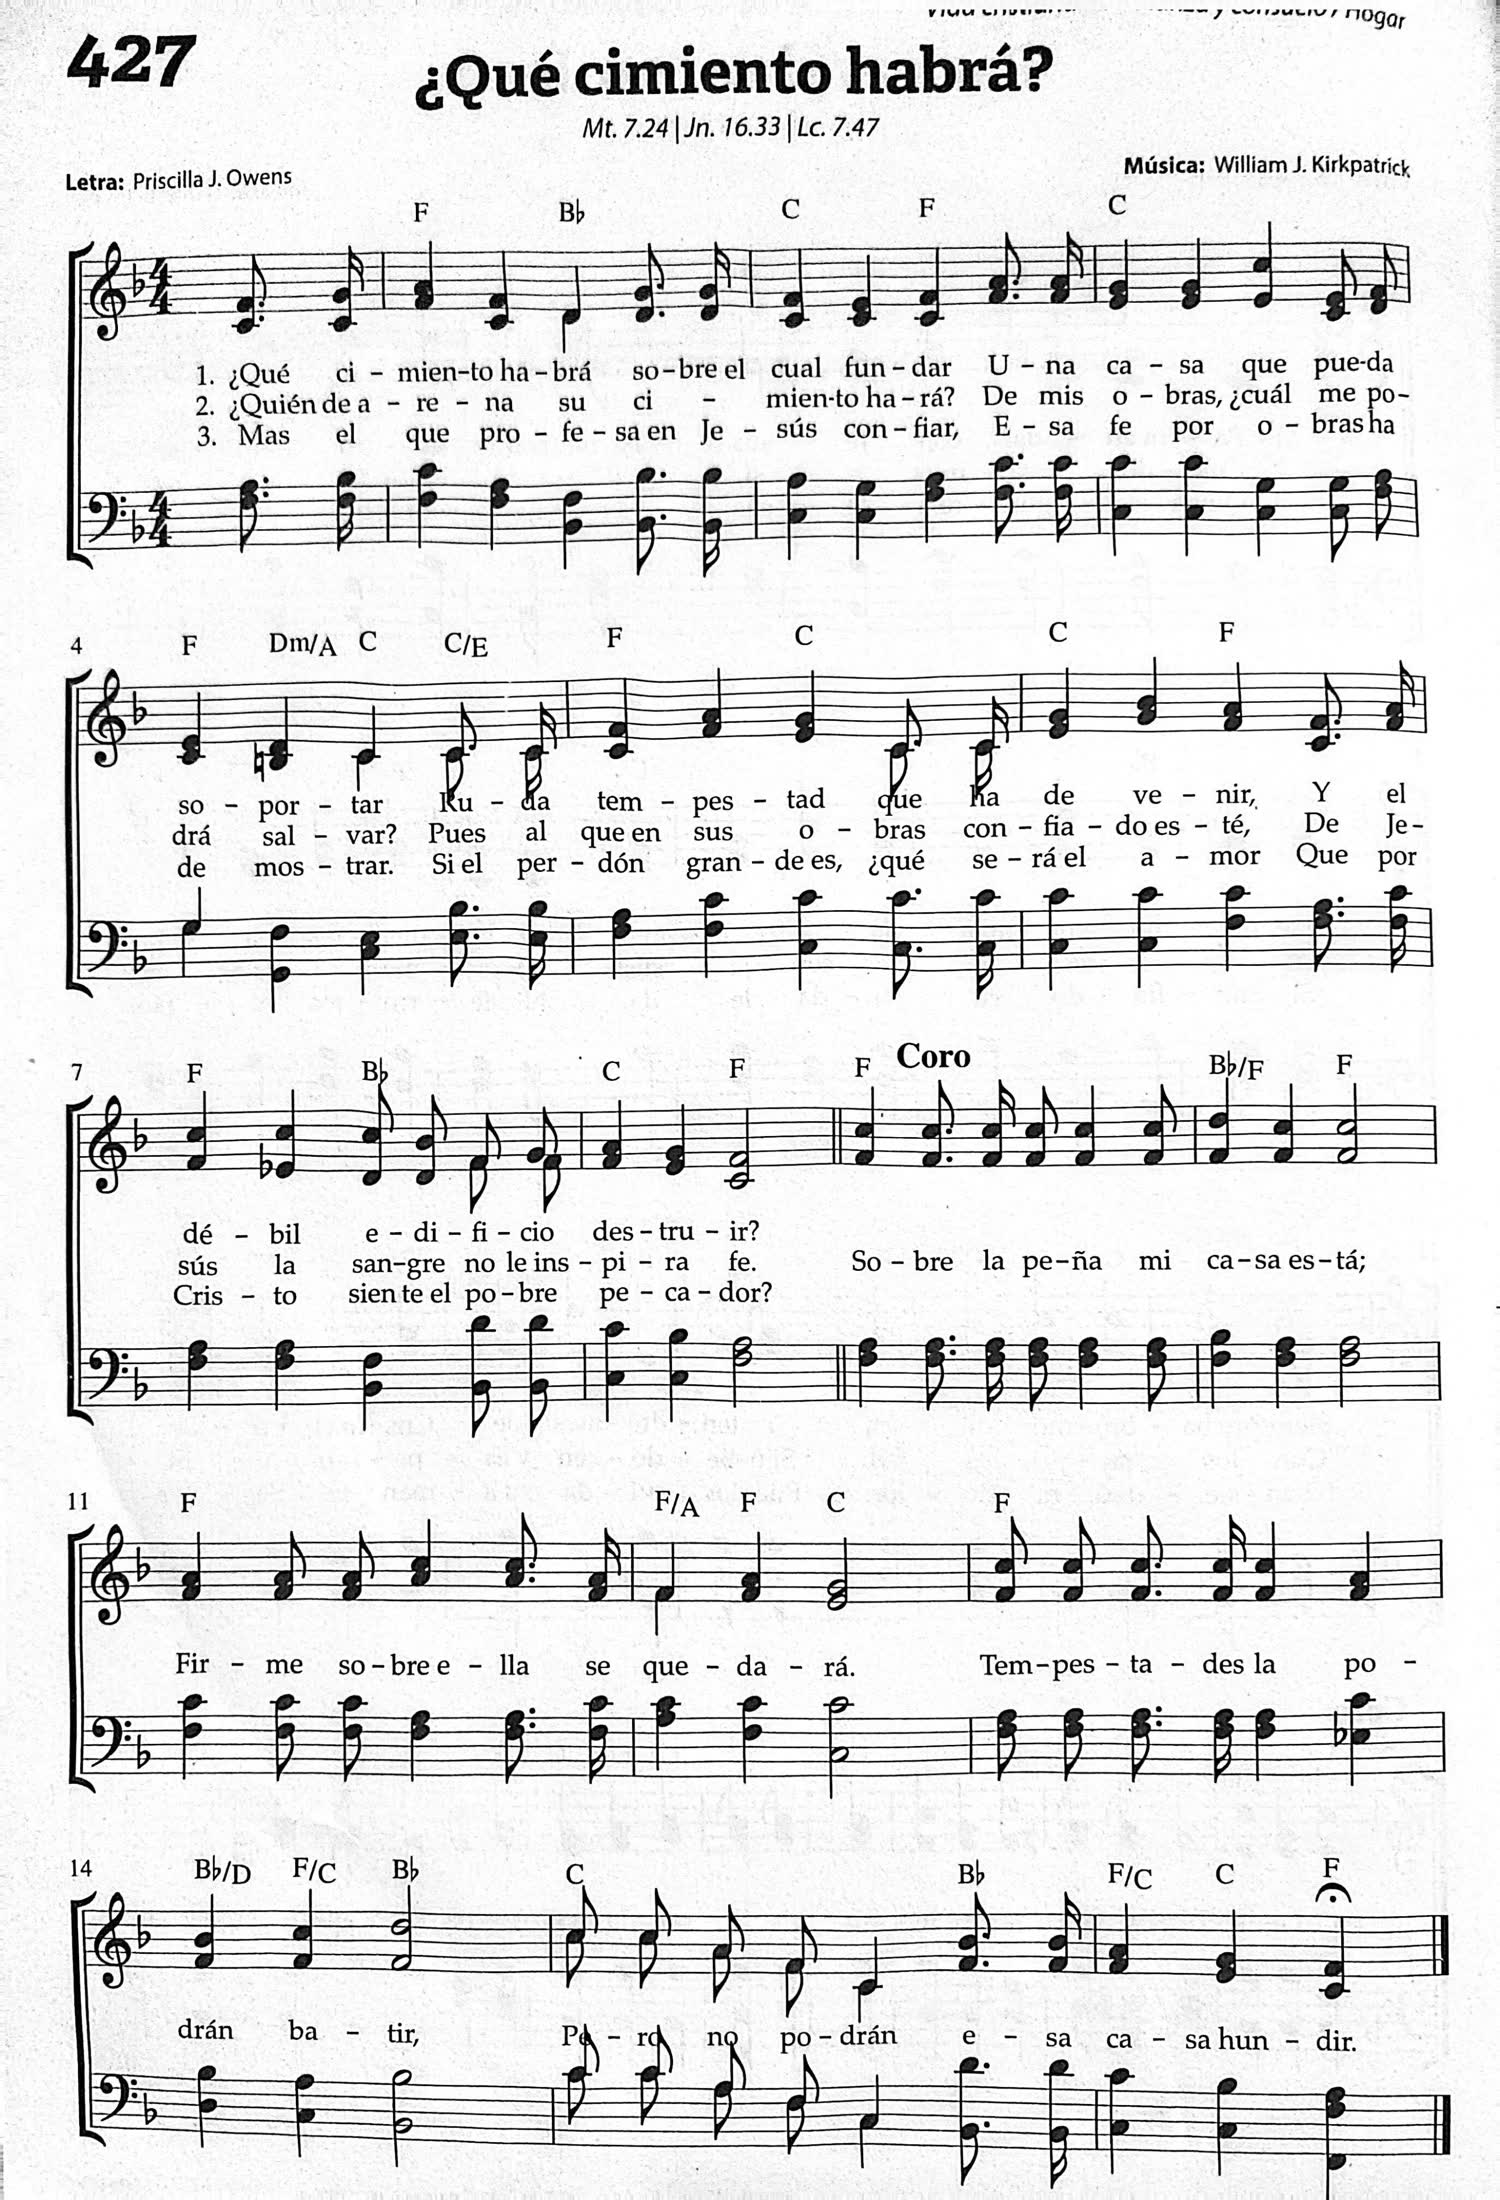 427
¿Qué cimiento habrá?
Mt. 7.24 | Jn. 16.33 | Lc. 7.47
Letra: Priscilla J. Owens
Música: William J. Kirkpatrick
F B♭ C F C
1. ¿Qué ci – mien–to ha–brá so–bre el cual fun–dar U – na ca – sa que pue-da
2. ¿Quién de a – re – na su ci – mien-to ha–rá? De mis o – bras, ¿cuál me po–
3. Mas el que pro – fe – sa en Je – sús con–fiar, E – sa fe por o – bras ha
4 F Dm/A C C/E F C C F
so – por – tar Ru – da tem – pes – tad que ha de ve – nir, Y el
drá sal – var? Pues al que en sus o – bras con – fia – do es – té, De Je–
de mos – trar. Si el per – dón gran – de es, ¿qué se – rá el a – mor Que por
7 F B♭ C F F Coro B♭/F F
dé – bil e – di – fi – cio des – tru – ir?
sús la san–gre no le ins – pi – ra fe. So – bre la pe–ña mi ca–sa es–tá;
Cris – to sien te el po–bre pe – ca – dor?
11 F F/A F C F
Fir – me so–bre e – lla se que – da – rá. Tem–pes – ta – des la po –
14 B♭/D F/C B♭ C B♭ F/C C F
drán ba – tir, Pe – ro no po – drán e – sa ca – sa hun – dir.